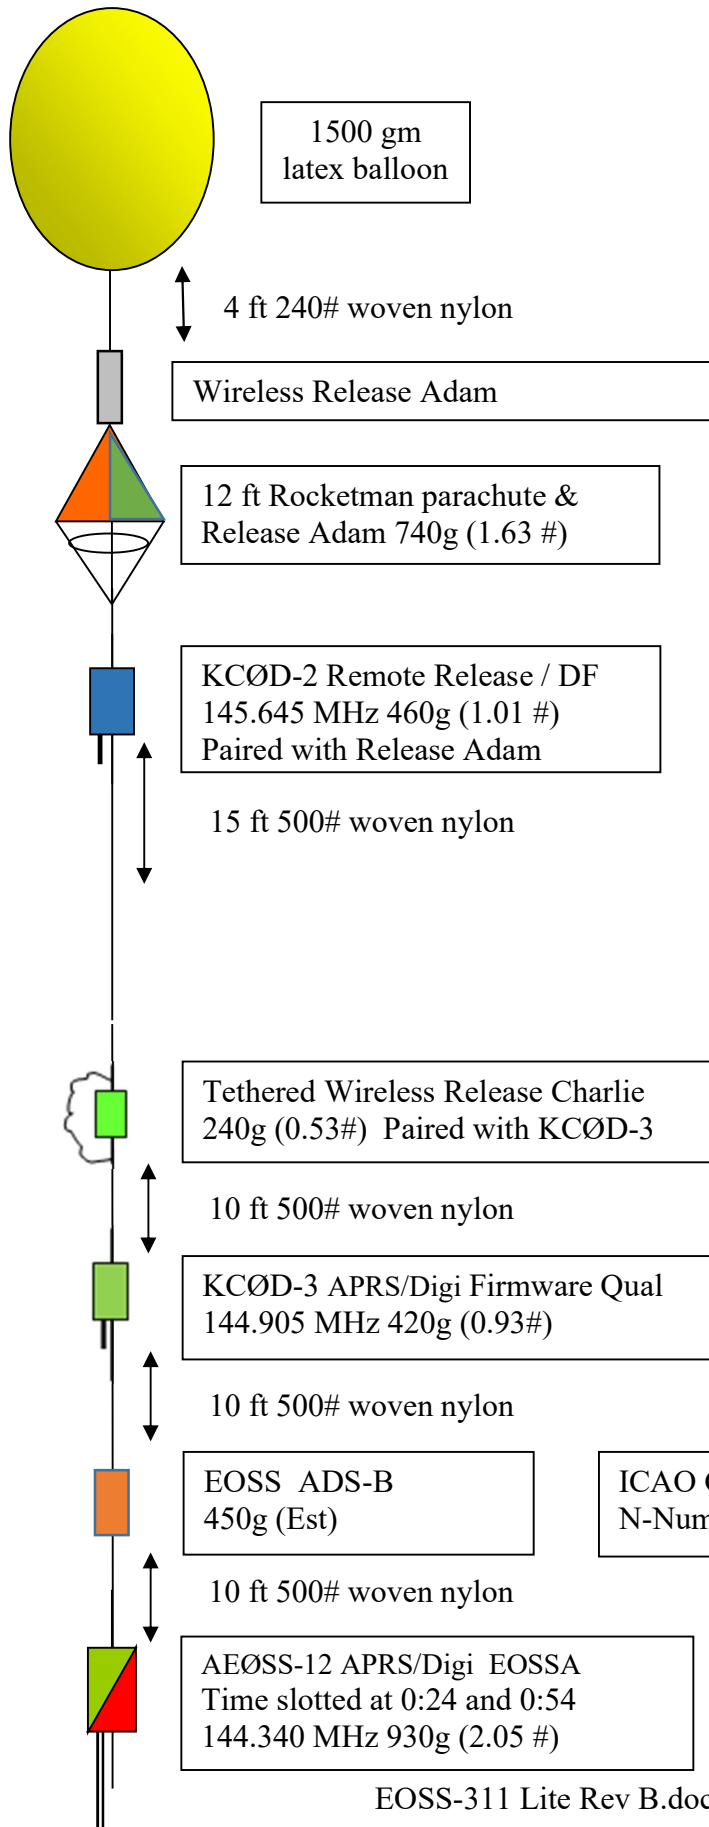 1500 gm
latex balloon
4 ft 240# woven nylon
Wireless Release Adam
12 ft Rocketman parachute &
Release Adam 740g (1.63 #)
KCØD-2 Remote Release / DF
145.645 MHz 460g (1.01 #)
Paired with Release Adam
15 ft 500# woven nylon
Tethered Wireless Release Charlie
240g (0.53#) Paired with KCØD-3
10 ft 500# woven nylon
KCØD-3 APRS/Digi Firmware Qual
144.905 MHz 420g (0.93#)
10 ft 500# woven nylon
EOSS ADS-B
450g (Est)
ICAO
N-Num
10 ft 500# woven nylon
AEØSS-12 APRS/Digi EOSSA
Time slotted at 0:24 and 0:54
144.340 MHz 930g (2.05 #)
EOSS-311 Lite Rev B.doc